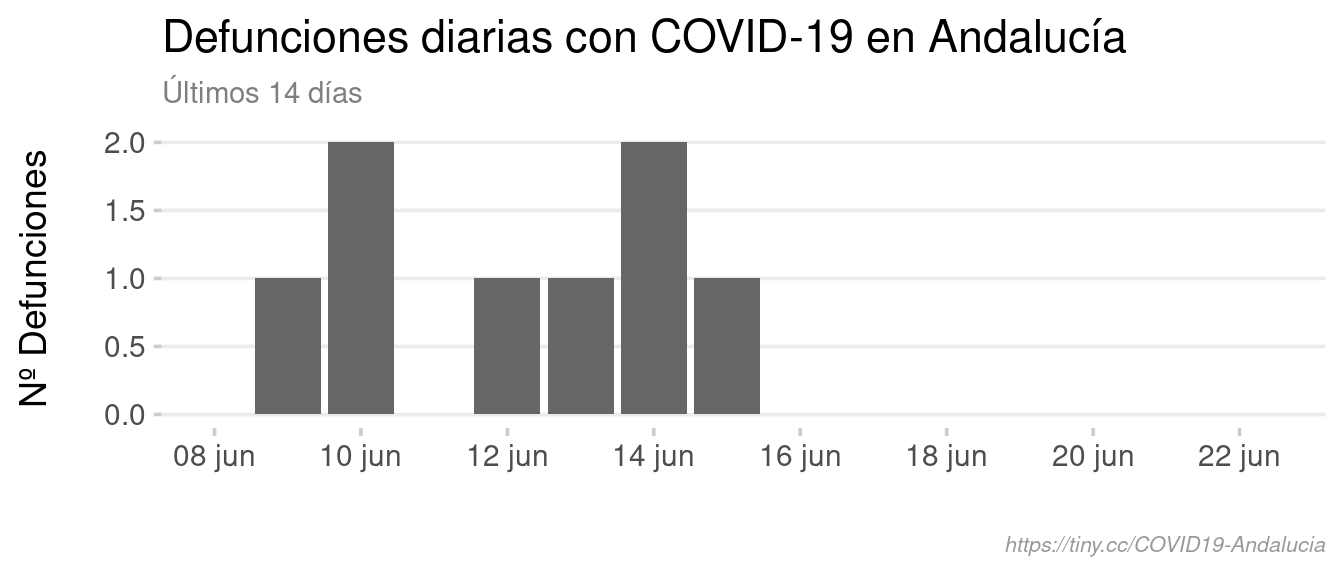 Defunciones diarias con COVID-19 en Andalucía
Últimos 14 días
Nº Defunciones
2.0
1.5
1.0
0.5
0.0
08 jun 10 jun 12 jun 14 jun 16 jun 18 jun 20 jun 22 jun
https://tiny.cc/COVID19-Andalucia